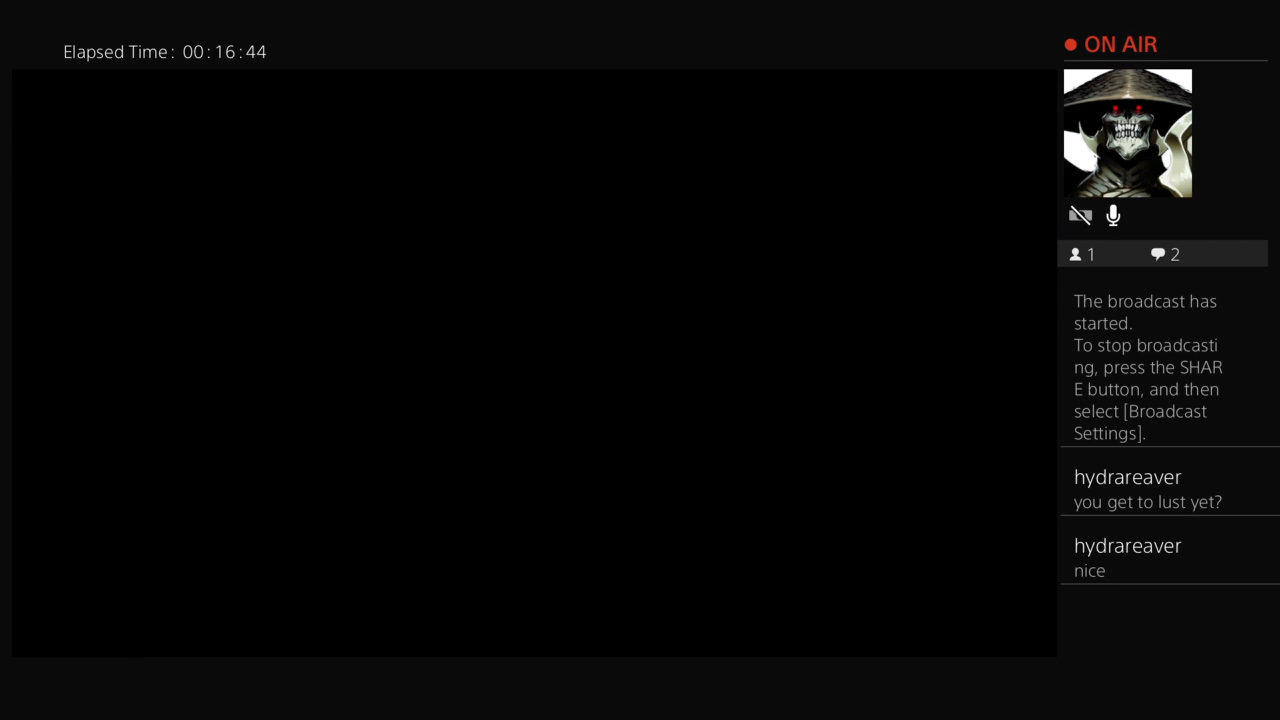 Elapsed Time: 00:16:44
ON AIR
1 2
The broadcast has
started.
To stop broadcasti
ng, press the SHAR
E button, and then
select [Broadcast
Settings].
hydrareaver
you get to lust yet?
hydrareaver
nice